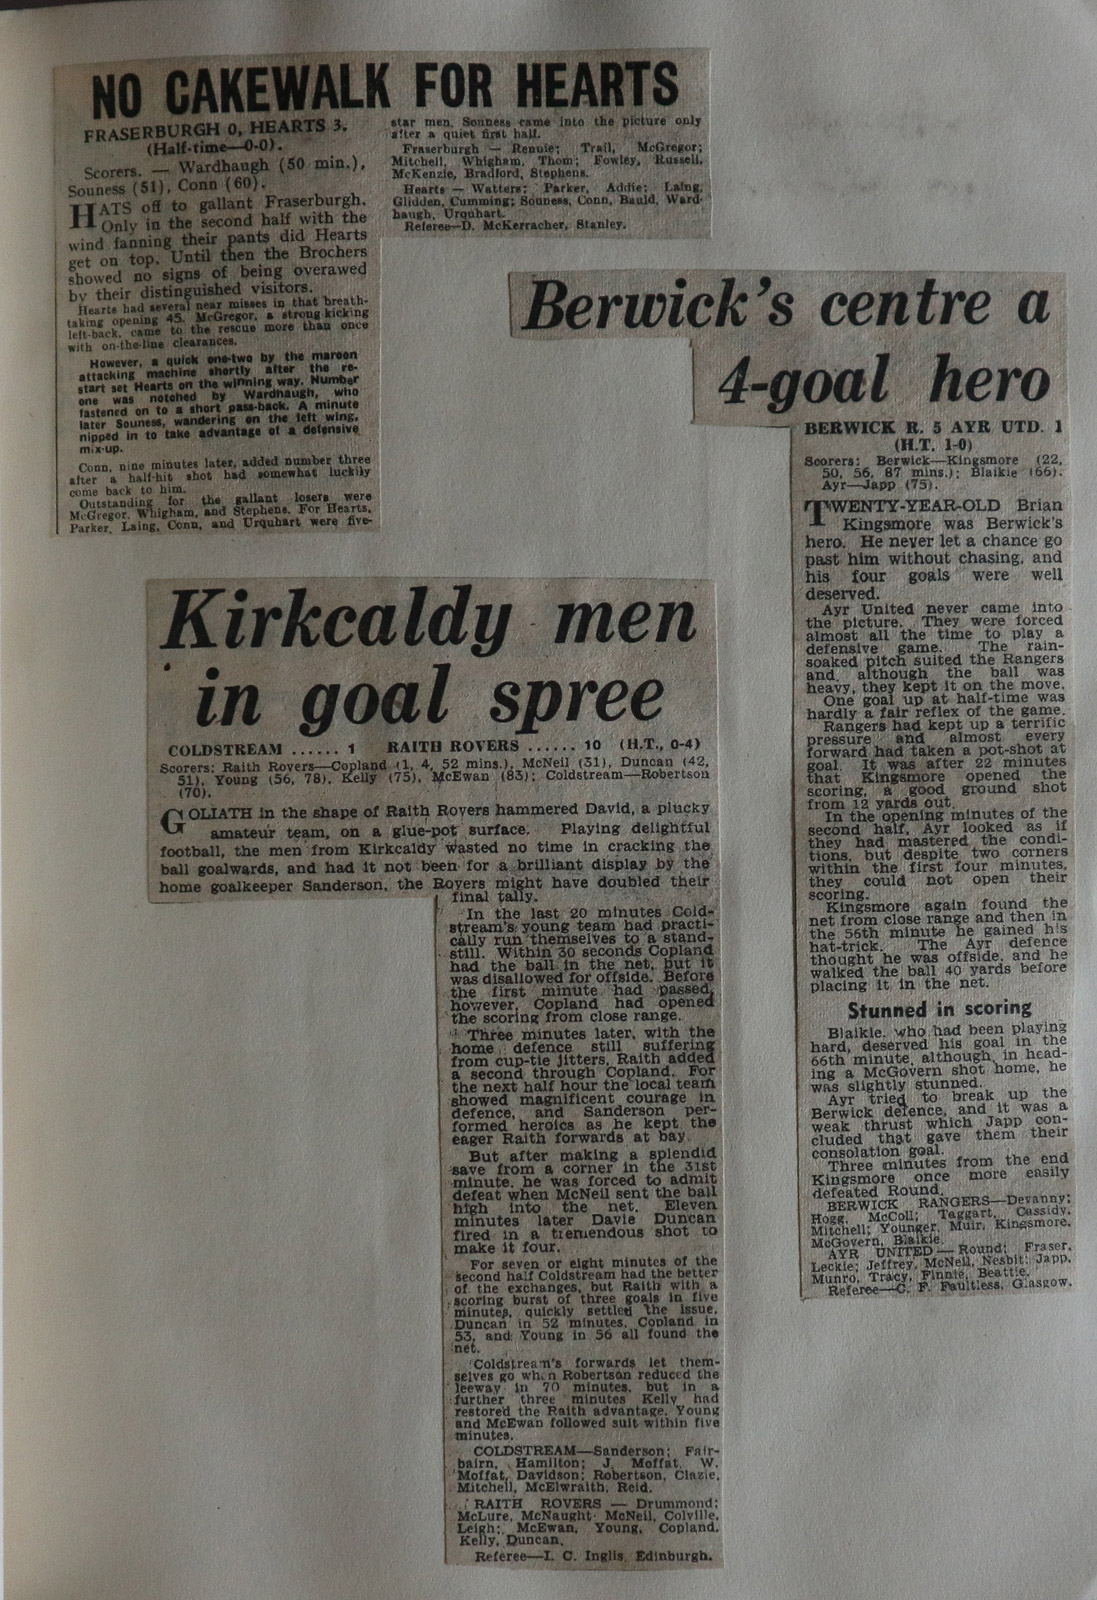 NO CAKEWALK FOR HEARTS
FRASERBURGH 0, HEARTS 3.
(Half-time—0-0).
Scorers. — Wardhaugh (50 min.),
Souness (51), Conn (60).
HATS off to gallant Fraserburgh.
Only in the second half with the
wind fanning their pants did Hearts
get on top. Until then the Brochers
showed no signs of being overawed
by their distinguished visitors.
Hearts had several near misses in that breath-
taking opening 45. McGregor, a strong-kicking
left-back, came to the rescue more than once
with on-the-line clearances.
However, a quick one-two by the maroon
attacking machine shortly after the re-
start set Hearts on the winning way. Number
one was notched by Wardhaugh, who
fastened on to a short pass-back. A minute
later Souness, wandering on the left wing,
nipped in to take advantage of a defensive
mix-up.
Conn, nine minutes later, added number three
after a half-hit shot had somewhat luckily
come back to him.
Outstanding for the gallant losers were
McGregor, Whigham, and Stephens. For Hearts,
Parker, Laing, Conn, and Urquhart were five-
star men. Souness came into the picture only
after a quiet first half.
Fraserburgh — Rennie; Trail, McGregor;
Mitchell, Whigham, Thom; Fowley, Russell,
McKenzie, Bradford, Stephens.
Hearts — Watters; Parker, Addie; Laing,
Glidden, Cumming; Souness, Conn, Bauld, Ward-
haugh, Urquhart.
Referee—D. McKerracher, Stanley.
Berwick's centre a
4-goal hero
BERWICK R. 5 AYR UTD. 1
(H.T. 1-0)
Scorers: Berwick—Kingsmore (22,
50, 56, 87 mins.); Blaikie (66).
Ayr—Japp (75).
TWENTY-YEAR-OLD Brian
Kingsmore was Berwick's
hero. He never let a chance go
past him without chasing, and
his four goals were well
deserved.
Ayr United never came into
the picture. They were forced
almost all the time to play a
defensive game. The rain-
soaked pitch suited the Rangers
and, although the ball was
heavy, they kept it on the move.
One goal up at half-time was
hardly a fair reflex of the game.
Rangers had kept up a terrific
pressure and almost every
forward had taken a pot-shot at
goal. It was after 22 minutes
that Kingsmore opened the
scoring, a good ground shot
from 12 yards out.
In the opening minutes of the
second half, Ayr looked as if
they had mastered the condi-
tions, but despite two corners
within the first four minutes,
they could not open their
scoring.
Kingsmore again found the
net from close range and then in
the 56th minute he gained his
hat-trick. The Ayr defence
thought he was offside, and he
walked the ball 40 yards before
placing it in the net.
Stunned in scoring
Blaikie, who had been playing
hard, deserved his goal in the
66th minute, although, in head-
ing a McGovern shot home, he
was slightly stunned.
Ayr tried to break up the
Berwick defence, and it was a
weak thrust which Japp con-
cluded that gave them their
consolation goal.
Three minutes from the end
Kingsmore once more easily
defeated Round.
BERWICK RANGERS—Devanny;
Hogg, McColl; Taggart, Cassidy,
Mitchell; Younger, Muir, Kingsmore,
McGovern, Blaikie.
AYR UNITED — Round; Fraser,
Leckie; Jeffrey, McNeil, Nesbit; Japp,
Munro, Tracy, Finnie, Beattie.
Referee—C. F. Faultless, Glasgow.
Kirkcaldy men
in goal spree
COLDSTREAM ...... 1 RAITH ROVERS ...... 10 (H.T., 0-4)
Scorers: Raith Rovers—Copland (1, 4, 52 mins.), McNeil (31), Duncan (42,
51), Young (56, 78), Kelly (75), McEwan (83); Coldstream—Robertson
(70).
GOLIATH in the shape of Raith Rovers hammered David, a plucky
amateur team, on a glue-pot surface. Playing delightful
football, the men from Kirkcaldy wasted no time in cracking the
ball goalwards, and had it not been for a brilliant display by the
home goalkeeper Sanderson, the Rovers might have doubled their
final tally.
In the last 20 minutes Cold-
stream's young team had practi-
cally run themselves to a stand-
still. Within 30 seconds Copland
had the ball in the net, but it
was disallowed for offside. Before
the first minute had passed,
however, Copland had opened
the scoring from close range.
Three minutes later, with the
home defence still suffering
from cup-tie jitters, Raith added
a second through Copland. For
the next half hour the local team
showed magnificent courage in
defence, and Sanderson per-
formed heroics as he kept the
eager Raith forwards at bay.
But after making a splendid
save from a corner in the 31st
minute, he was forced to admit
defeat when McNeil sent the ball
high into the net. Eleven
minutes later Davie Duncan
fired in a tremendous shot to
make it four.
For seven or eight minutes of the
second half Coldstream had the better
of the exchanges, but Raith with a
scoring burst of three goals in five
minutes, quickly settled the issue.
Duncan in 52 minutes, Copland in
53, and Young in 56 all found the
net.
Coldstream's forwards let them-
selves go when Robertson reduced the
leeway in 70 minutes, but in a
further three minutes Kelly had
restored the Raith advantage. Young
and McEwan followed suit within five
minutes.
COLDSTREAM—Sanderson; Fair-
bairn, Hamilton; J. Moffat, W.
Moffat, Davidson; Robertson, Clazie,
Mitchell, McElwraith, Reid.
RAITH ROVERS — Drummond;
McLure, McNaught; McNeil, Colville,
Leigh; McEwan, Young, Copland,
Kelly, Duncan.
Referee—I. C. Inglis, Edinburgh.